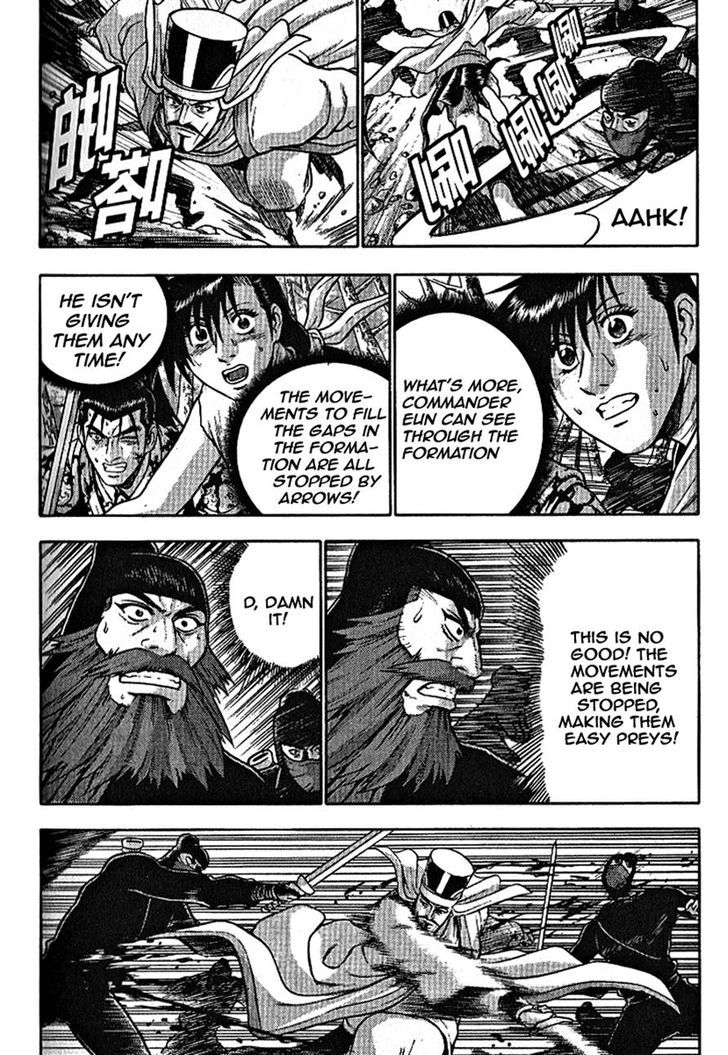 AAHK!
WHAT'S MORE,
COMMANDER
EUN CAN SEE
THROUGH THE
FORMATION
THE MOVE-
MENTS TO FILL
THE GAPS IN
THE FORMA-
TION ARE ALL
STOPPED BY
ARROWS!
HE ISN'T
GIVING
THEM ANY
TIME!
THIS IS NO
GOOD! THE
MOVEMENTS
ARE BEING
STOPPED,
MAKING THEM
EASY PREYS!
D, DAMN
IT!